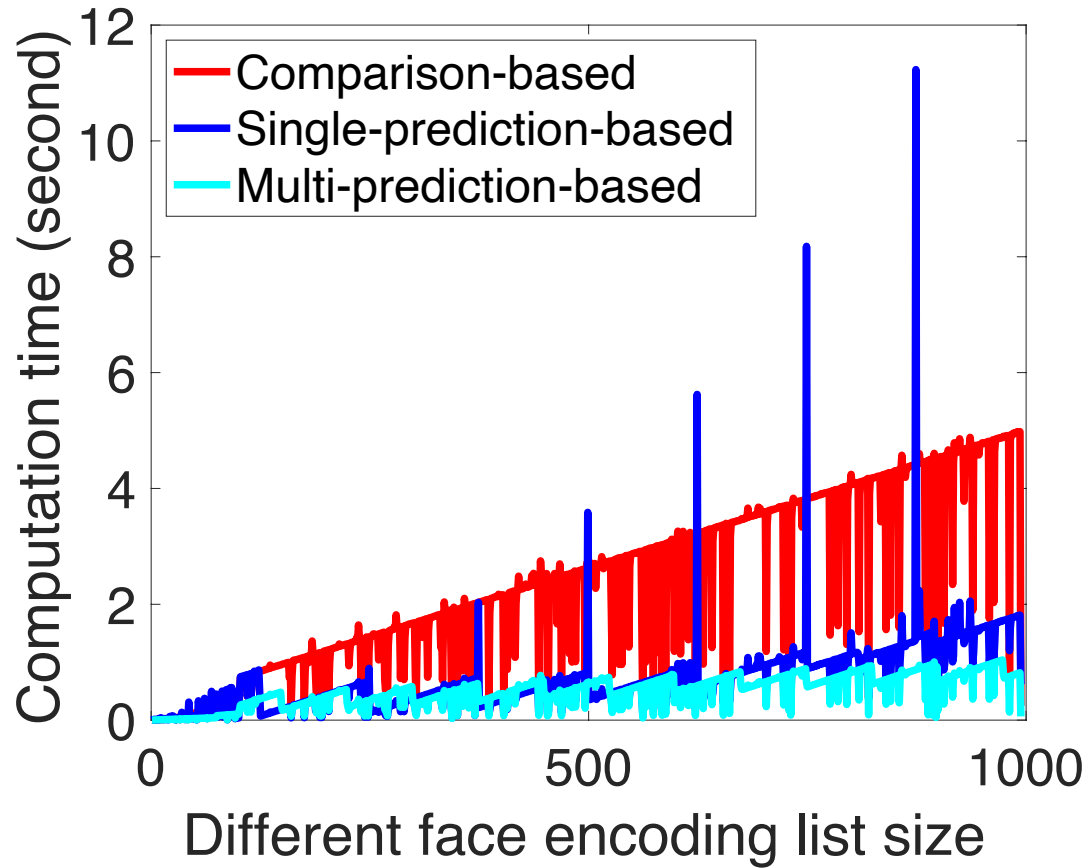 12
10
8
6
4
2
0
Computation time (second)
Comparison-based
Single-prediction-based
Multi-prediction-based
0 500 1000
Different face encoding list size